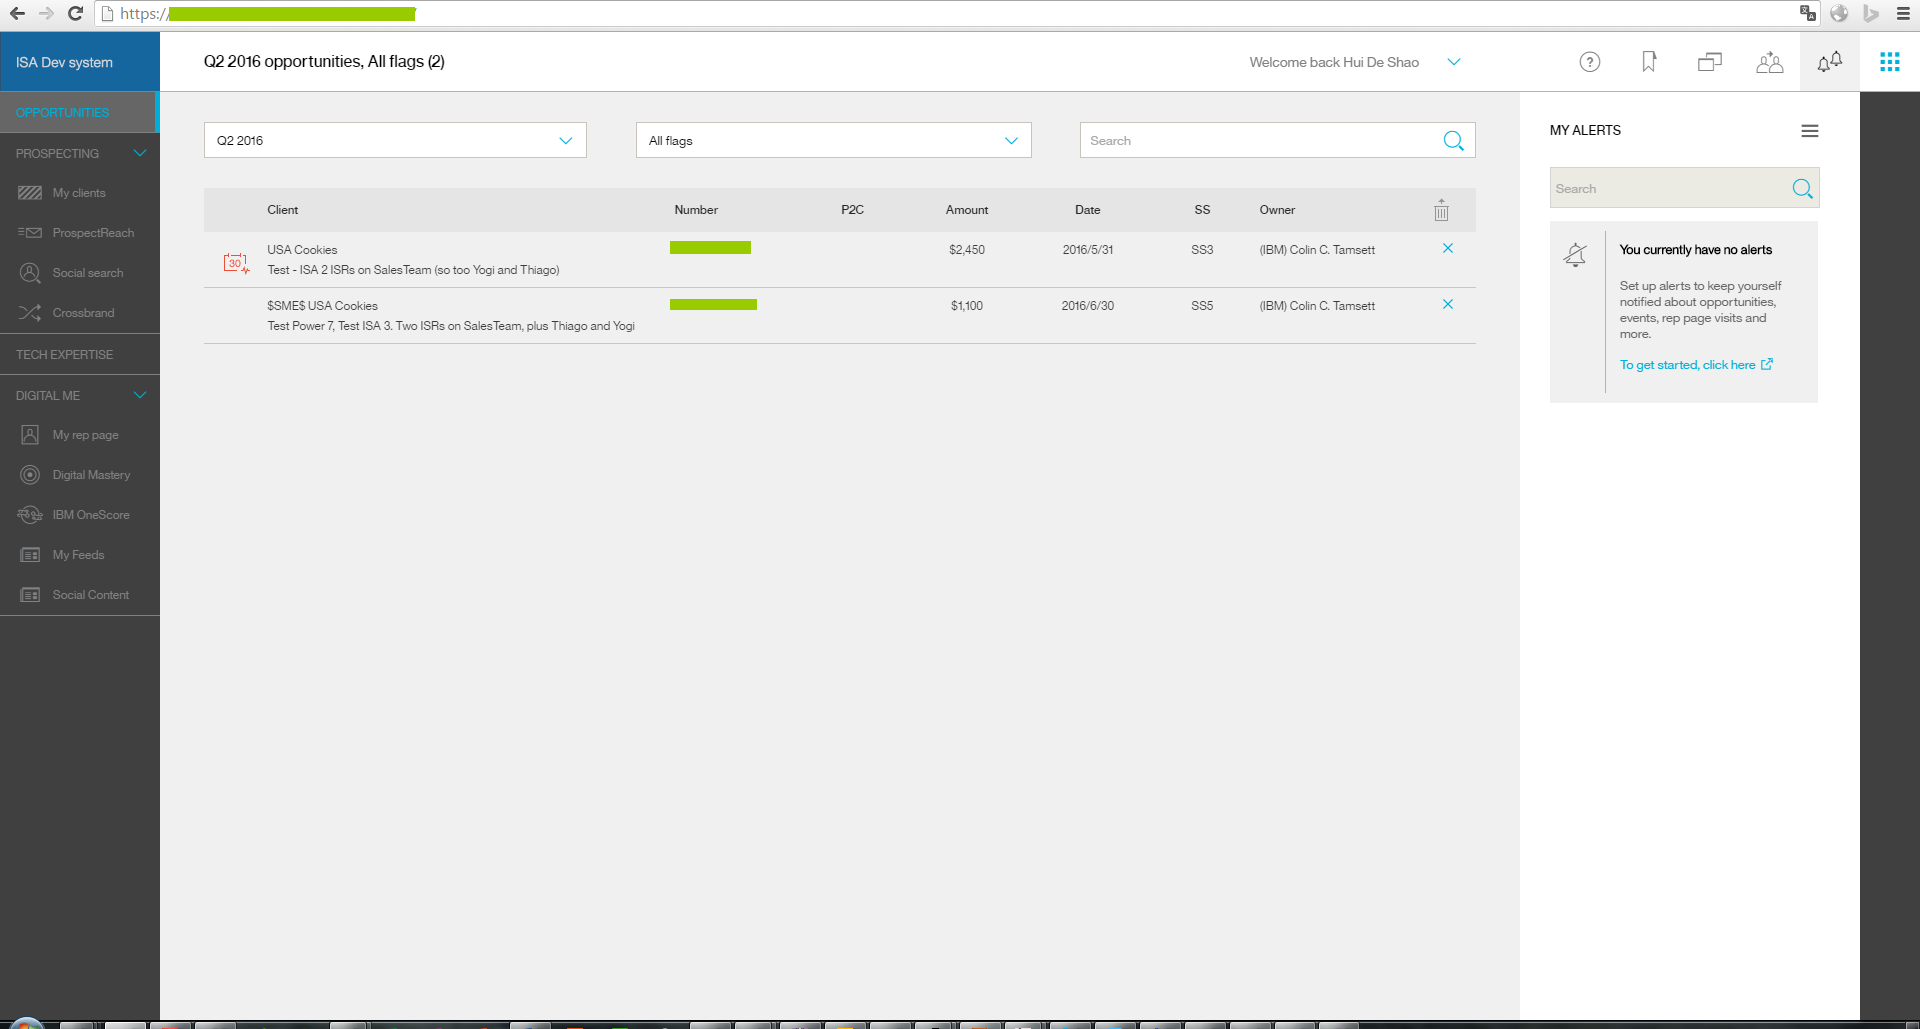 https://
ISA Dev system
Q2 2016 opportunities, All flags (2)
Welcome back Hui De Shao
OPPORTUNITIES
PROSPECTING
My clients
ProspectReach
Social search
Crossbrand
TECH EXPERTISE
DIGITAL ME
My rep page
Digital Mastery
IBM OneScore
My Feeds
Social Content
Q2 2016
All flags
Search
Client Number P2C Amount Date SS Owner
30
USA Cookies $2,450 2016/5/31 SS3 (IBM) Colin C. Tamsett
Test - ISA 2 ISRs on SalesTeam (so too Yogi and Thiago)
$SME$ USA Cookies $1,100 2016/6/30 SS5 (IBM) Colin C. Tamsett
Test Power 7, Test ISA 3. Two ISRs on SalesTeam, plus Thiago and Yogi
MY ALERTS
Search
You currently have no alerts
Set up alerts to keep yourself
notified about opportunities,
events, rep page visits and
more.
To get started, click here